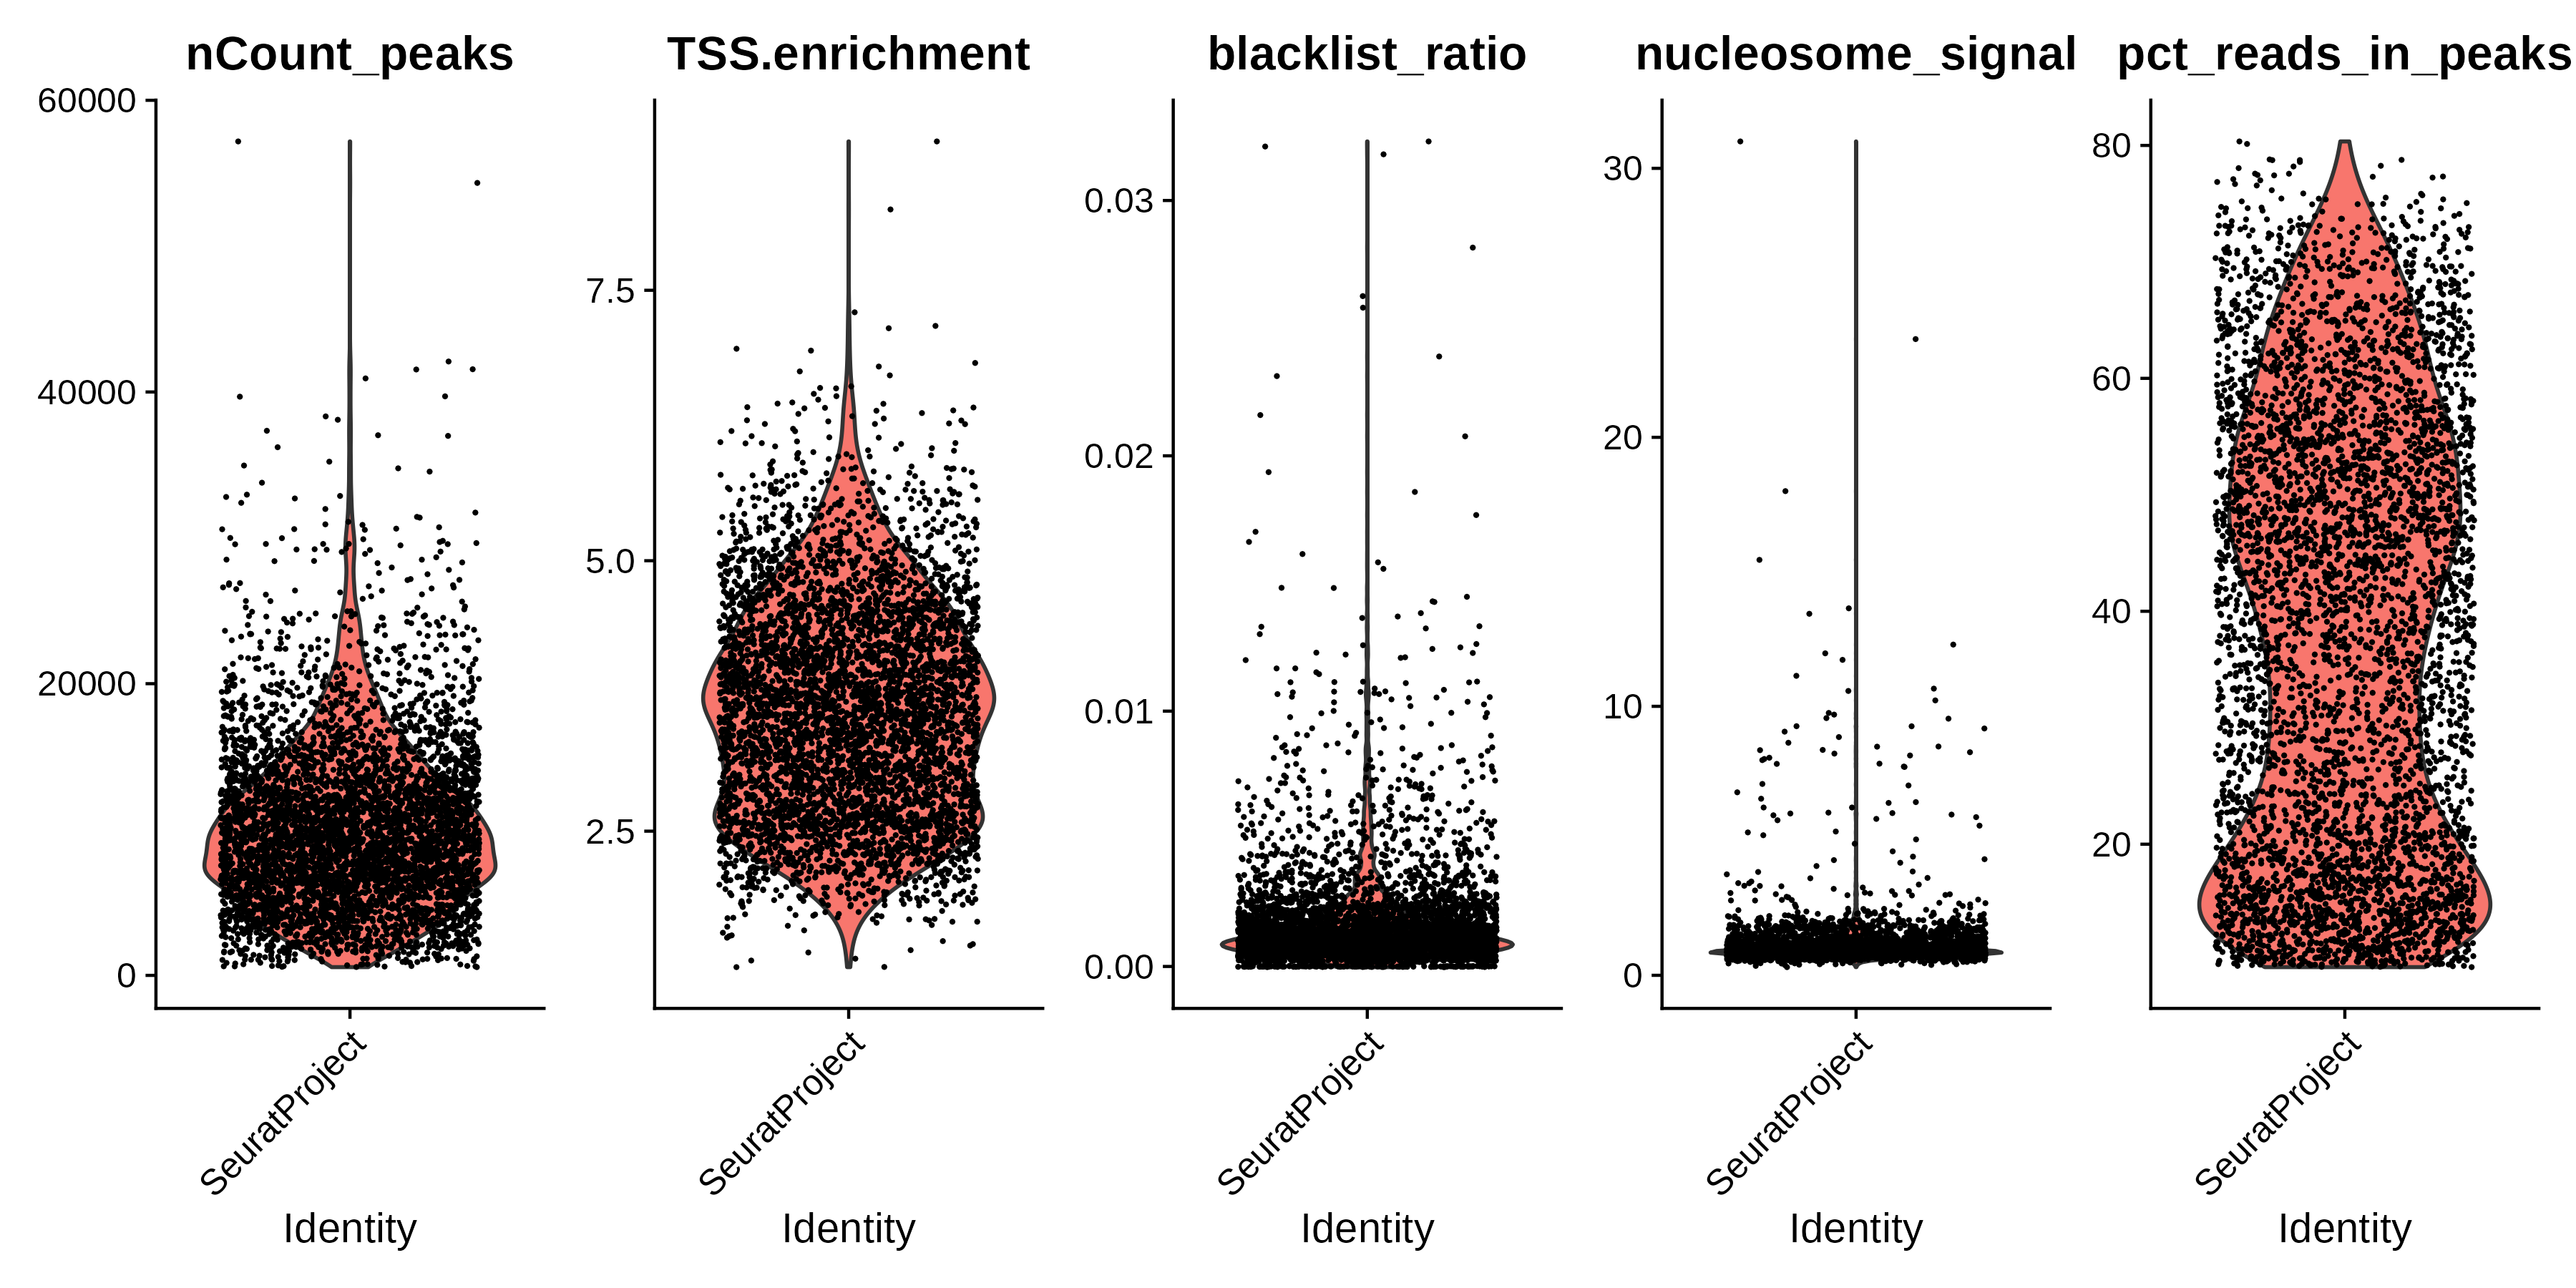 nCount_peaks
60000
40000
20000
0
SeuratProject
Identity
TSS.enrichment
7.5
5.0
2.5
SeuratProject
Identity
blacklist_ratio
0.03
0.02
0.01
0.00
SeuratProject
Identity
nucleosome_signal
30
20
10
0
SeuratProject
Identity
pct_reads_in_peaks
80
60
40
20
SeuratProject
Identity